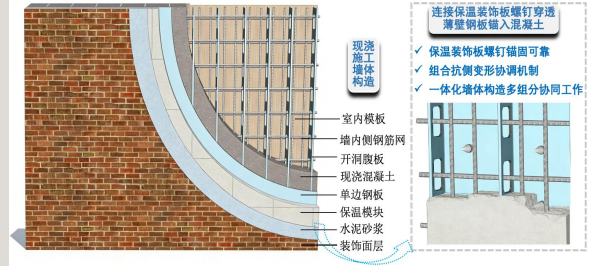 现浇
施工
墙体
构造
室内模板
墙内侧钢筋网
开洞腹板
现浇混凝土
单边钢板
保温模块
水泥砂浆
装饰面层
连接保温装饰板螺钉穿透
薄壁钢板锚入混凝土
✓ 保温装饰板螺钉锚固可靠
✓ 组合抗侧变形协调机制
✓ 一体化墙体构造多组分协同工作